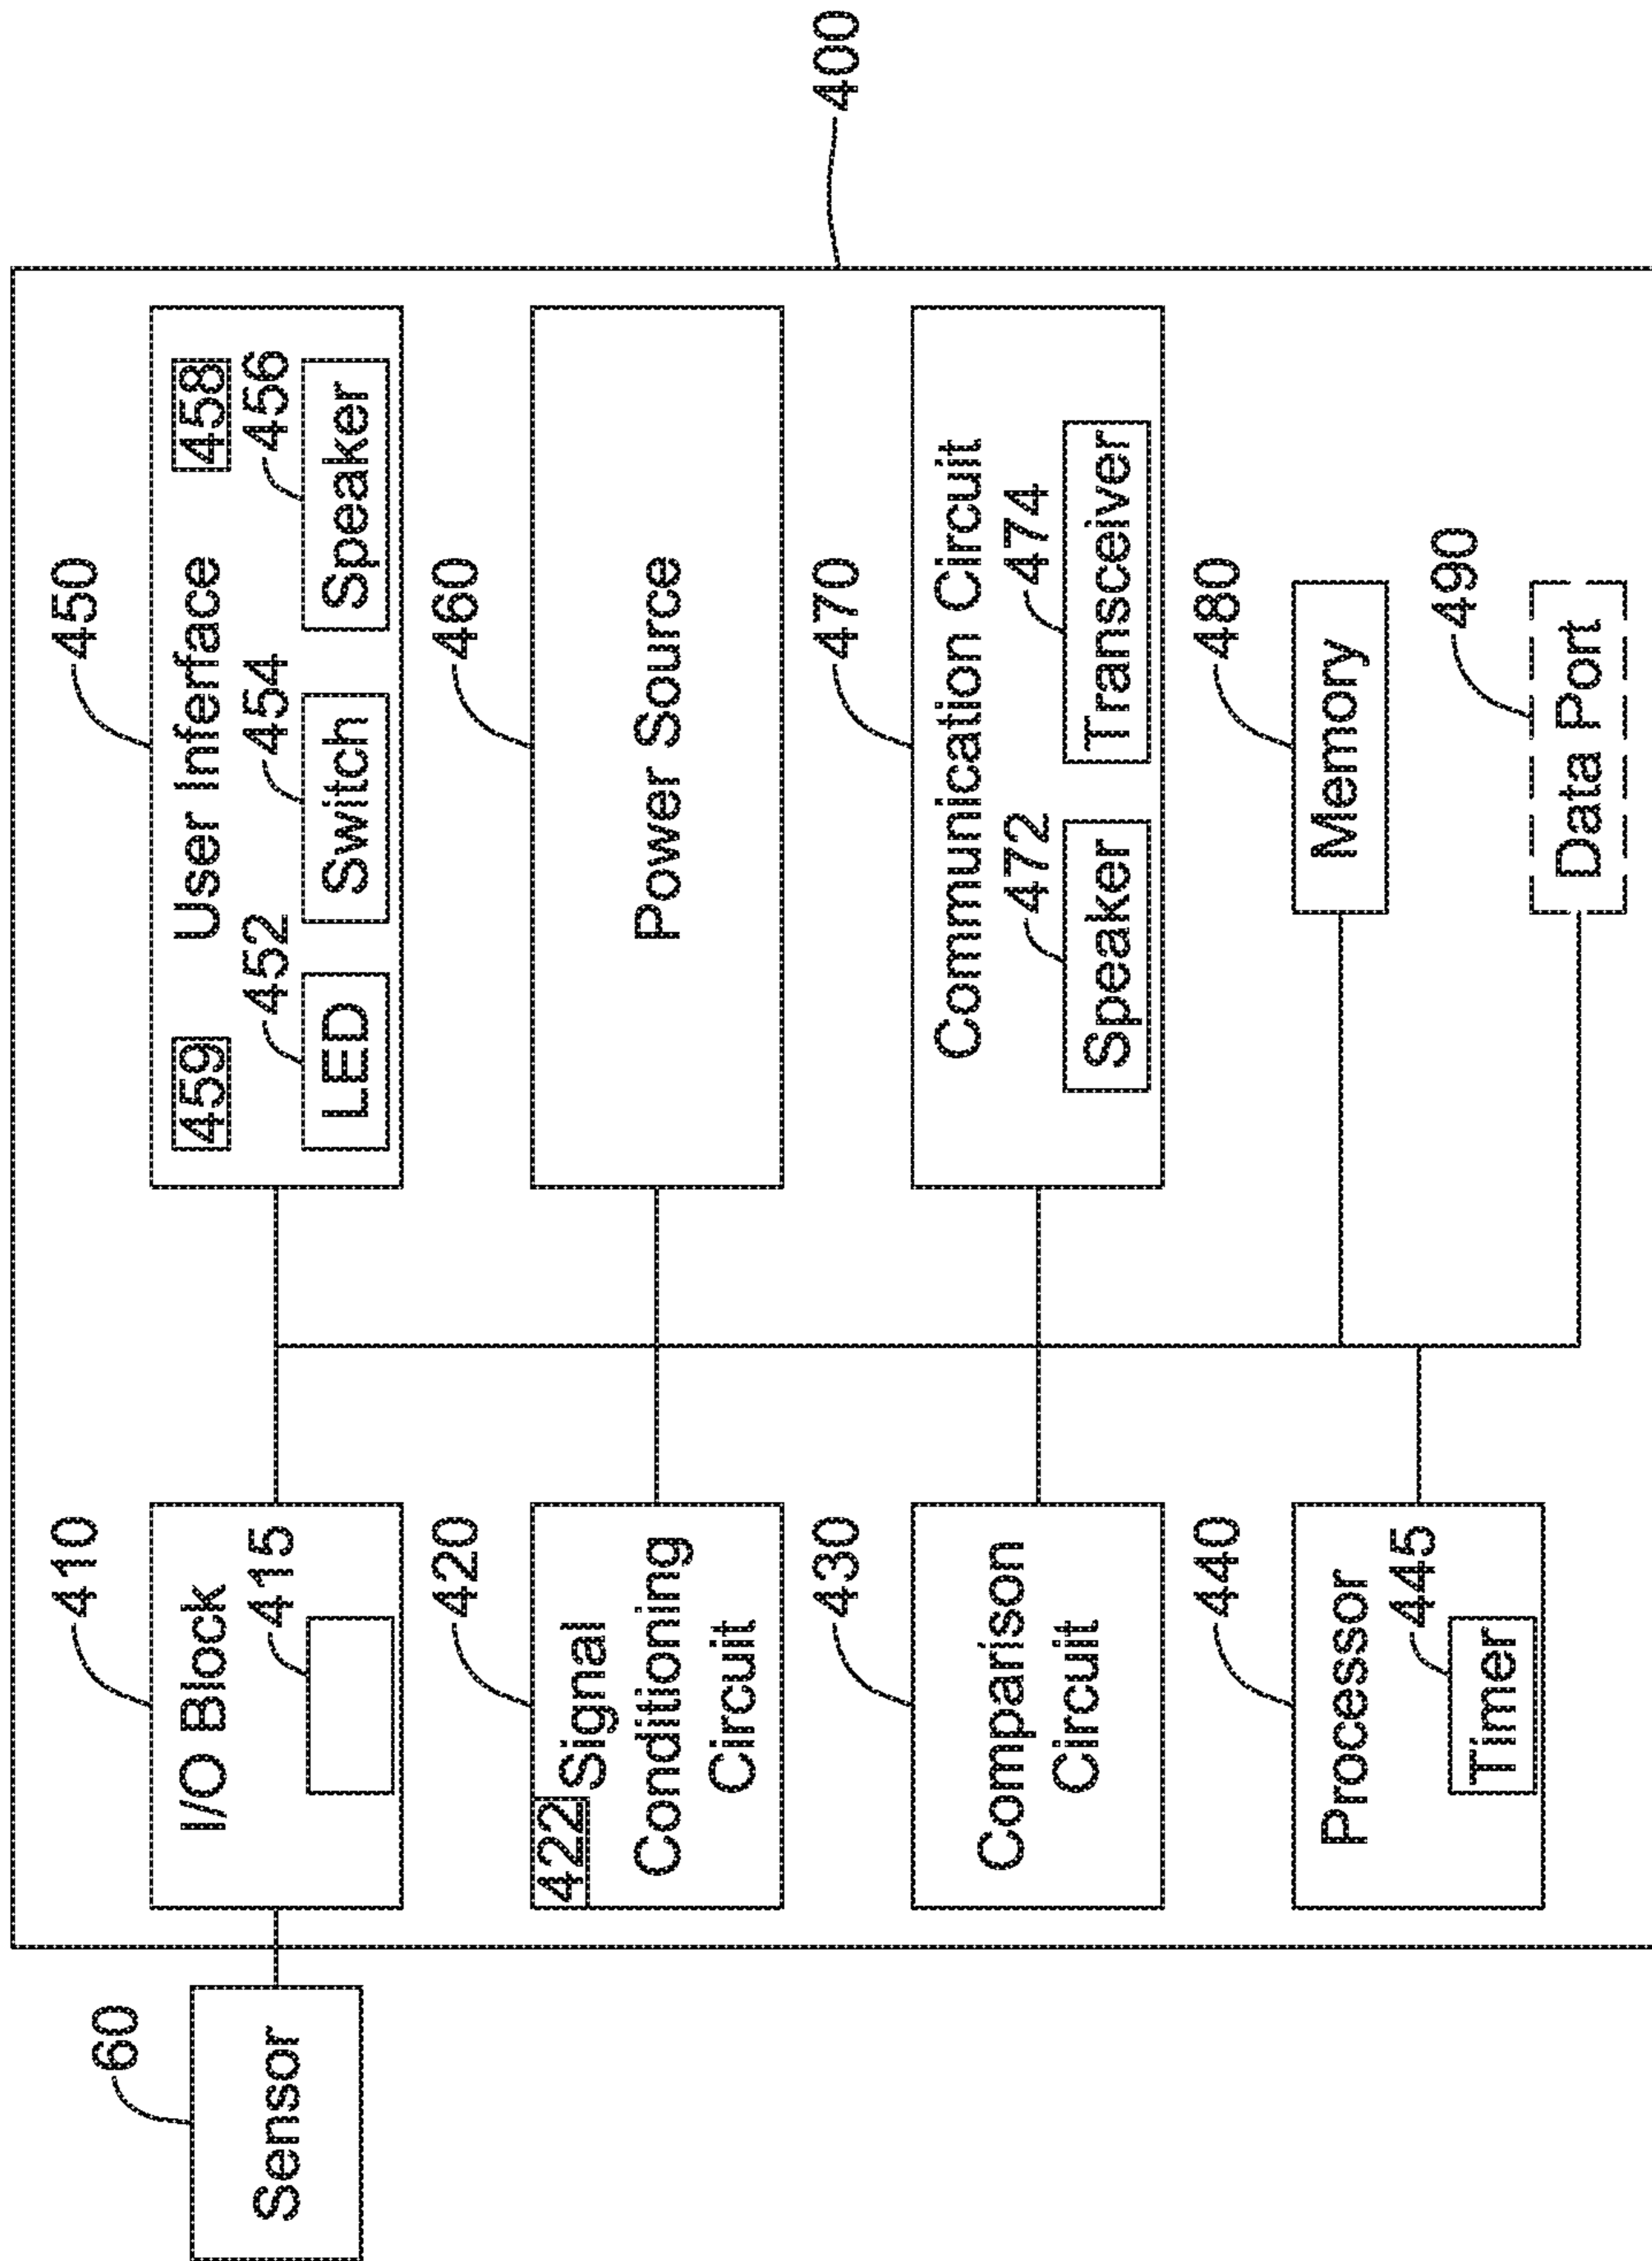 400
450
User Inferface
459
458
452
LED
454
Switch
456
Speaker
460
Power Source
470
Communication Circuit
472
Speaker
474
Transceiver
480
Memory
490
Data Port
60
Sensor
410
I/O Block
415
420
422
Signal
Conditioning
Circuit
430
Comparison
Circuit
440
Processor
445
Timer